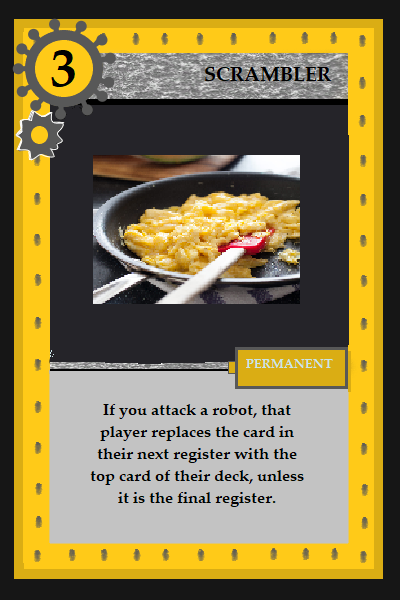 3
SCRAMBLER
PERMANENT
If you attack a robot, that
player replaces the card in
their next register with the
top card of their deck, unless
it is the final register.